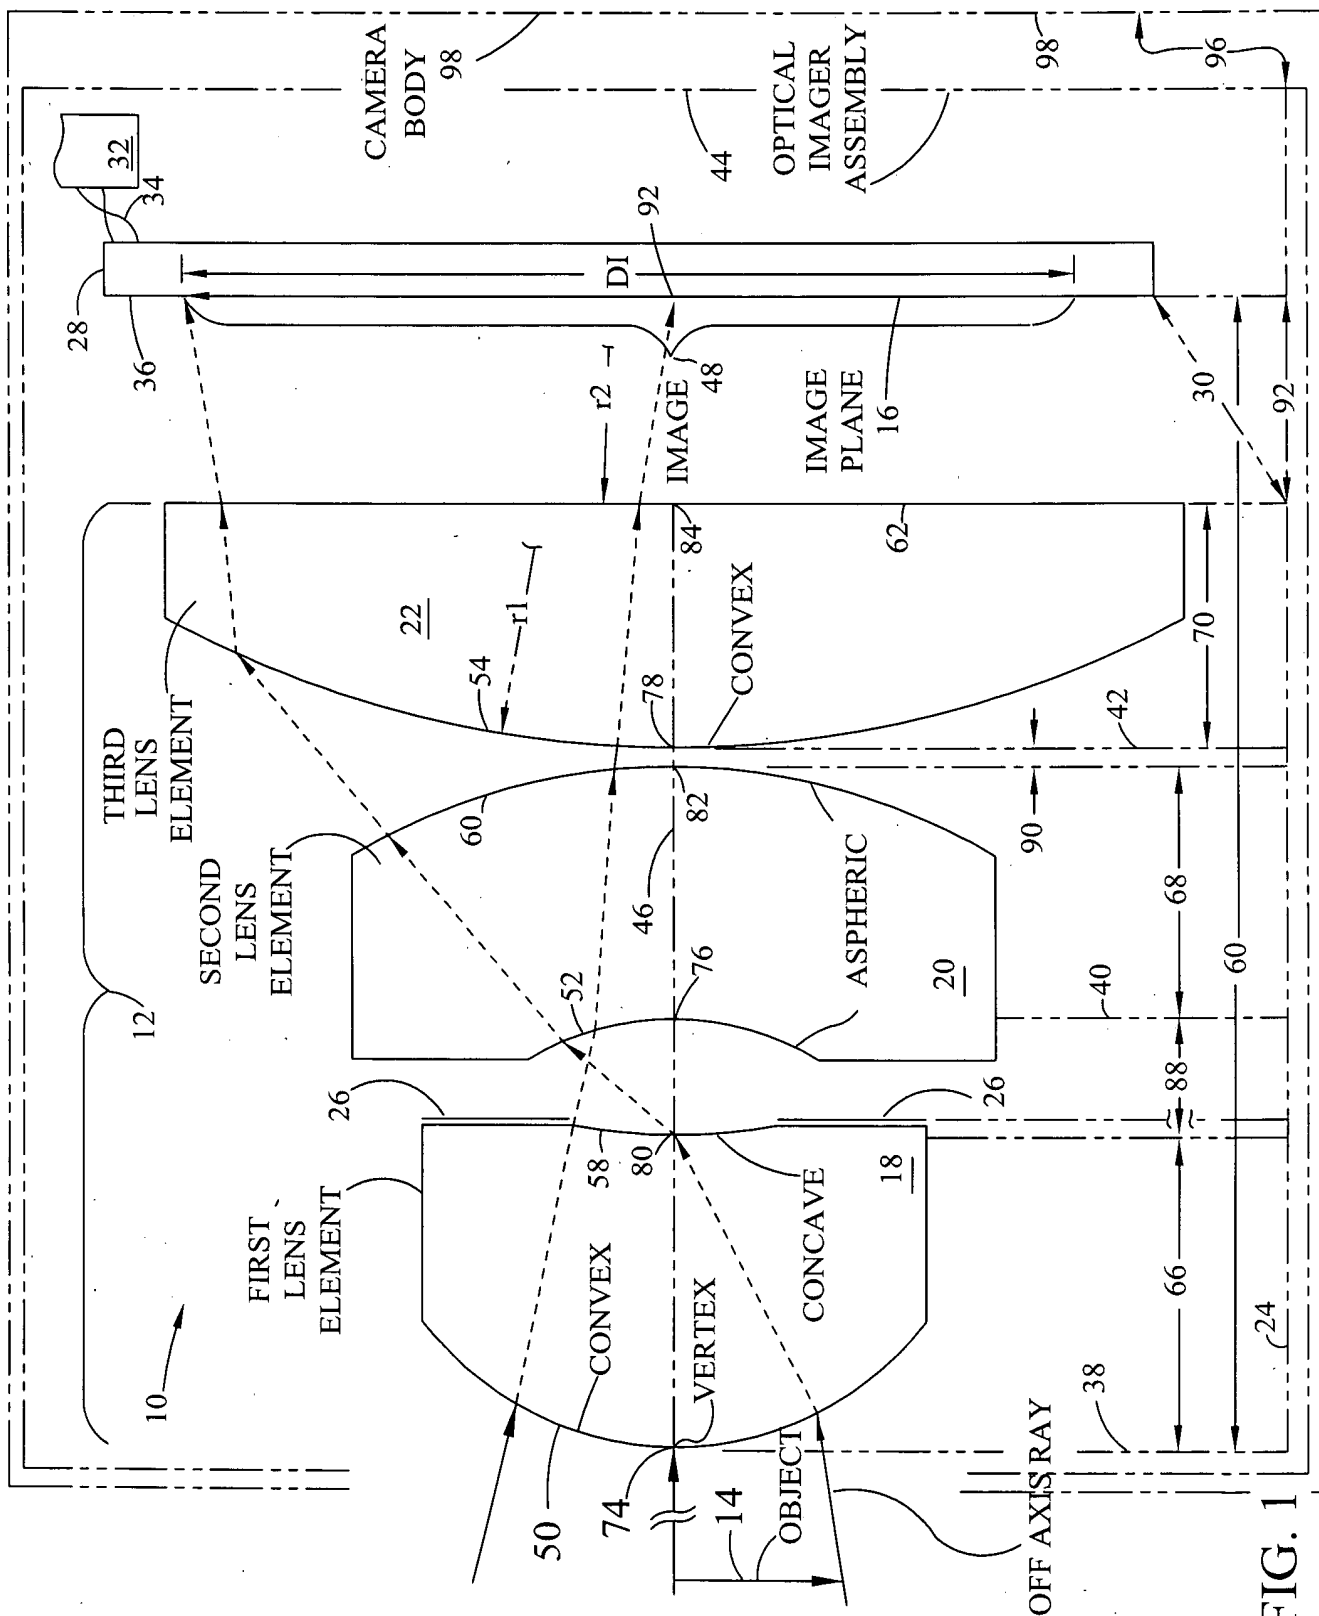 CAMERA
BODY
98
98
96
OPTICAL
IMAGER
ASSEMBLY
44
32
34
28
36
DI
92
r2
48
IMAGE
IMAGE
PLANE
16
30
92
12
THIRD
LENS
ELEMENT
22
r1
54
78
84
62
CONVEX
70
42
SECOND
LENS
ELEMENT
60
82
90
46
ASPHERIC
68
60
52
76
20
40
26
26
88
FIRST
LENS
ELEMENT
58
80
18
CONCAVE
66
10
CONVEX
VERTEX
24
38
50
74
14
OBJECT
OFF AXIS RAY
FIG. 1